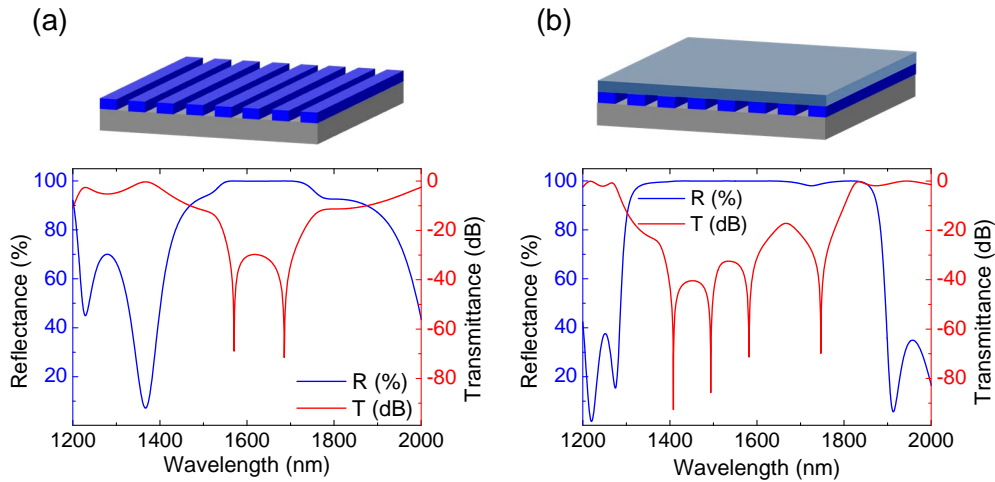 (a)
(b)
100
80
60
40
20
Reflectance (%)
0
-20
-40
-60
-80
Transmittance (dB)
R (%)
T (dB)
1200
1400
1600
1800
2000
Wavelength (nm)
100
80
60
40
20
Reflectance (%)
0
-20
-40
-60
-80
Transmittance (dB)
R (%)
T (dB)
1200
1400
1600
1800
2000
Wavelength (nm)